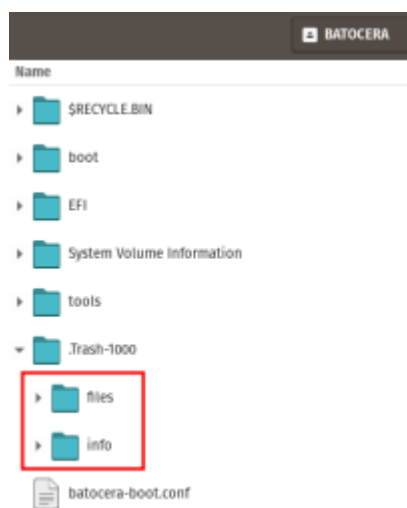 BATOCERA
Name
$RECYCLE.BIN
boot
EFI
System Volume Information
tools
.Trash-1000
files
info
batocera-boot.conf